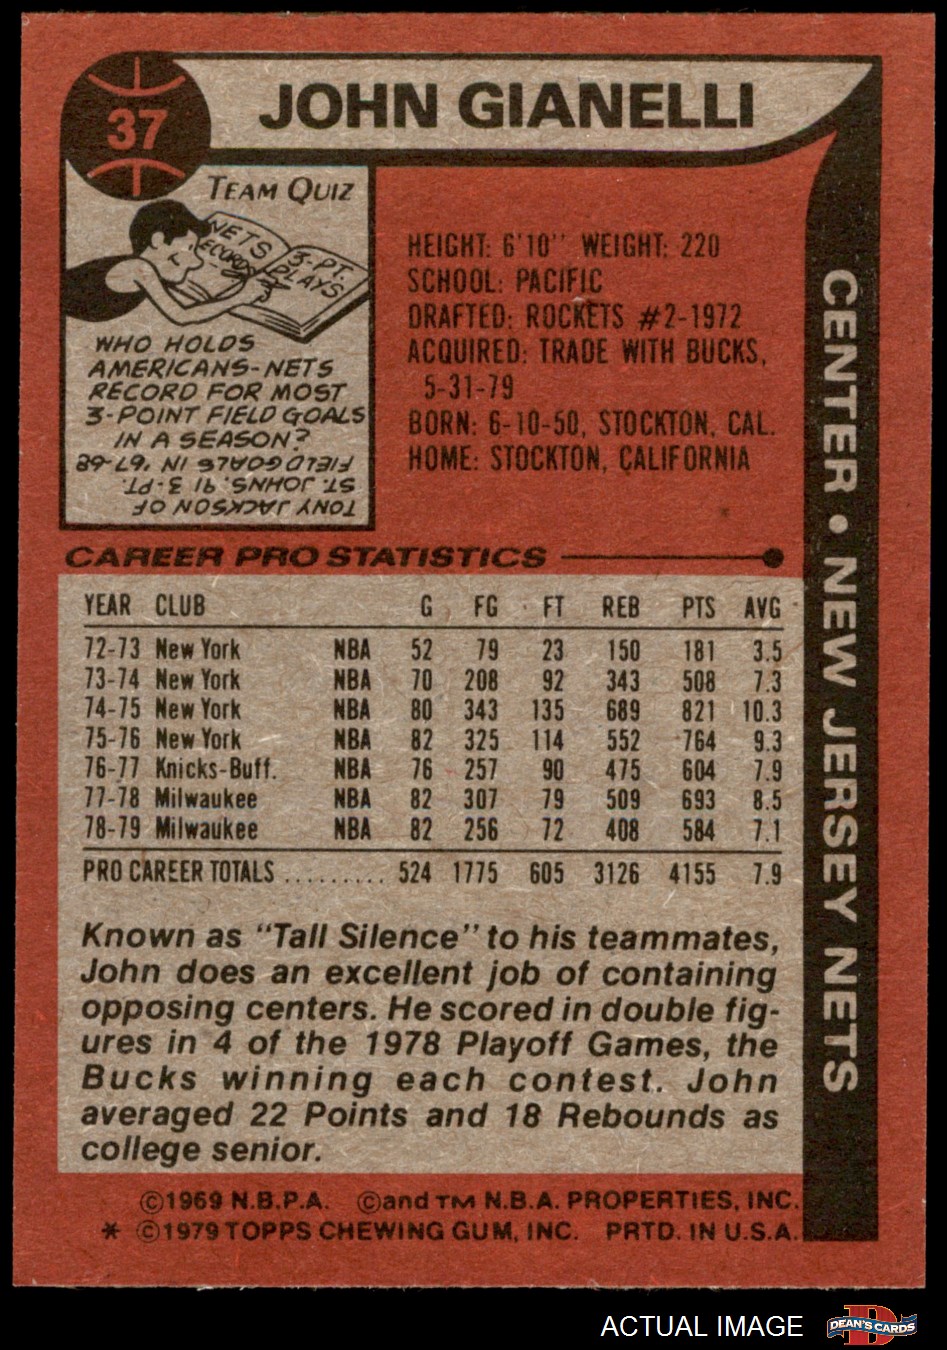 37
JOHN GIANELLI
TEAM QUIZ
NETS RECORDS
3-PT. PLAYS
WHO HOLDS
AMERICANS-NETS
RECORD FOR MOST
3-POINT FIELD GOALS
IN A SEASON?
TONY JACKSON OF
ST. JOHNS. 91 3-PT.
FIELD GOALS IN '67-68
HEIGHT: 6'10" WEIGHT: 220
SCHOOL: PACIFIC
DRAFTED: ROCKETS #2-1972
ACQUIRED: TRADE WITH BUCKS,
5-31-79
BORN: 6-10-50, STOCKTON, CAL.
HOME: STOCKTON, CALIFORNIA
CENTER • NEW JERSEY NETS
CAREER PRO STATISTICS
YEAR CLUB G FG FT REB PTS AVG
72-73 New York NBA 52 79 23 150 181 3.5
73-74 New York NBA 70 208 92 343 508 7.3
74-75 New York NBA 80 343 135 689 821 10.3
75-76 New York NBA 82 325 114 552 764 9.3
76-77 Knicks-Buff. NBA 76 257 90 475 604 7.9
77-78 Milwaukee NBA 82 307 79 509 693 8.5
78-79 Milwaukee NBA 82 256 72 408 584 7.1
PRO CAREER TOTALS .......... 524 1775 605 3126 4155 7.9
Known as "Tall Silence" to his teammates,
John does an excellent job of containing
opposing centers. He scored in double fig-
ures in 4 of the 1978 Playoff Games, the
Bucks winning each contest. John
averaged 22 Points and 18 Rebounds as
college senior.
©1969 N.B.P.A. ©and TM N.B.A. PROPERTIES, INC.
* ©1979 TOPPS CHEWING GUM, INC. PRTD. IN U.S.A.
ACTUAL IMAGE
D
DEAN'S CARDS